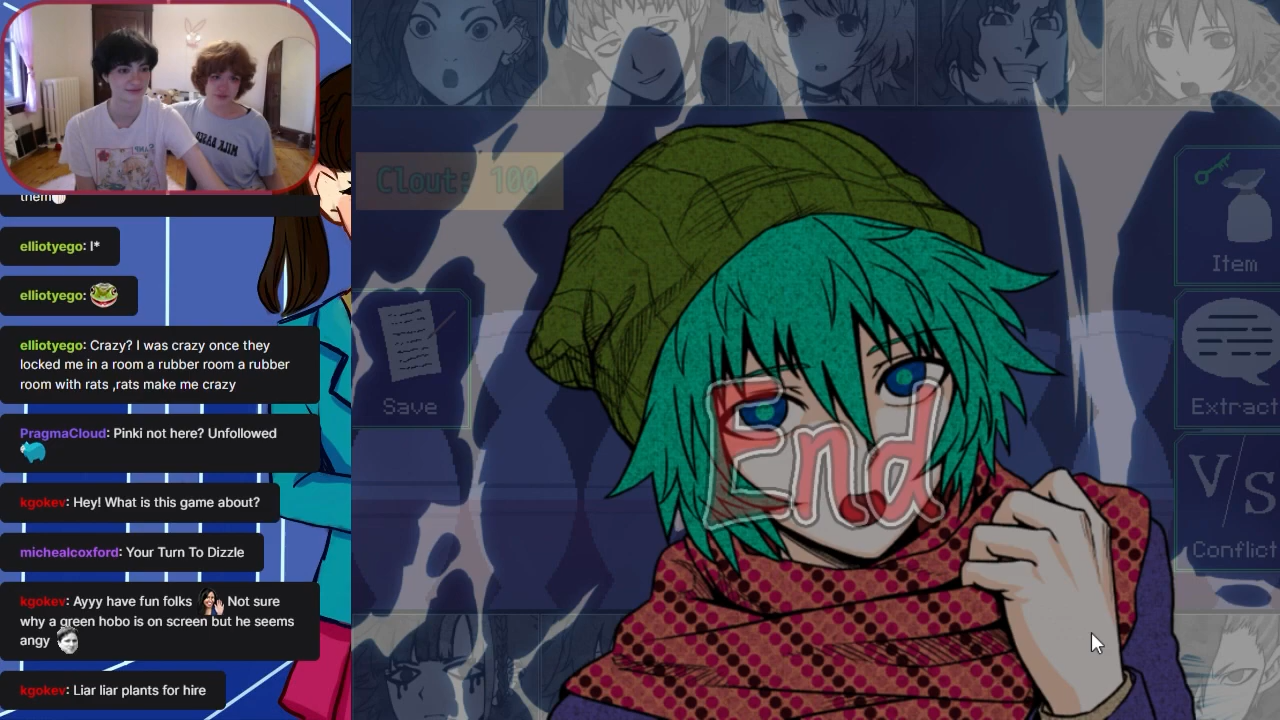 them
elliotyego: I*
elliotyego:
elliotyego: Crazy? I was crazy once they
locked me in a room a rubber room a rubber
room with rats ,rats make me crazy
PragmaCloud: Pinki not here? Unfollowed
kgokev: Hey! What is this game about?
michealcoxford: Your Turn To Dizzle
kgokev: Ayyy have fun folks Not sure
why a green hobo is on screen but he seems
angy
kgokev: Liar liar plants for hire
MILK BASED
Clout: 100
Save
End
Item
Extract
V/S
Conflict